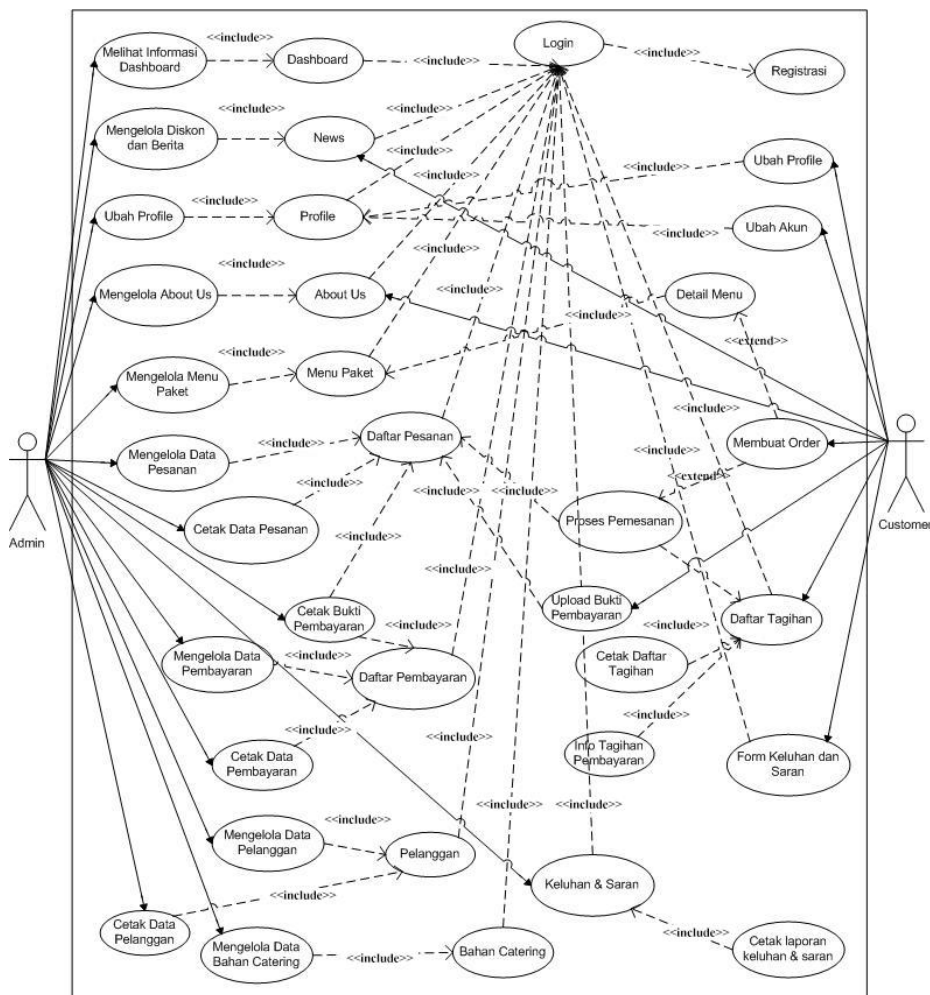 Melihat Informasi
Dashboard
<<include>>
Dashboard
<<include>>
Login
<<include>>
Registrasi
Mengelola Diskon
dan Berita
<<include>>
News
<<include>>
<<include>>
<<include>>
Ubah Profile
<<include>>
Ubah Profile
<<include>>
Profile
<<include>>
Ubah Akun
<<include>>
Mengelola About Us
<<include>>
About Us
<<include>>
<<include>>
Detail Menu
<<include>>
<<extend>>
Mengelola Menu
Paket
<<include>>
Menu Paket
<<include>>
Admin
Mengelola Data
Pesanan
<<include>>
Daftar Pesanan
<<include>>
Membuat Order
Customer
<<extend>>
<<include>>
<<include>>
<<include>>
Cetak Data Pesanan
Proses Pemesanan
<<include>>
Cetak Bukti
Pembayaran
<<include>>
Upload Bukti
Pembayaran
Daftar Tagihan
<<include>>
Mengelola Data
Pembayaran
<<include>>
Daftar Pembayaran
Cetak Daftar
Tagihan
<<include>>
<<include>>
Cetak Data
Pembayaran
Info Tagihan
Pembayaran
Form Keluhan dan
Saran
<<include>>
<<include>>
<<include>>
<<include>>
Mengelola Data
Pelanggan
Pelanggan
Keluhan & Saran
<<include>>
Cetak Data
Pelanggan
Mengelola Data
Bahan Catering
<<include>>
Bahan Catering
<<include>>
Cetak laporan
keluhan & saran